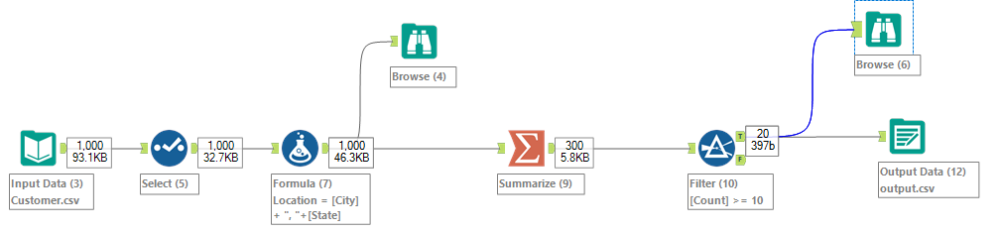 Browse (4)
Browse (6)
1,000
93.1KB
1,000
32.7KB
1,000
46.3KB
300
5.8KB
T
F
20
397b
Input Data (3)
Customer.csv
Select (5)
Formula (7)
Location = [City]
+ ", "+[State]
Summarize (9)
Filter (10)
[Count] >= 10
Output Data (12)
output.csv